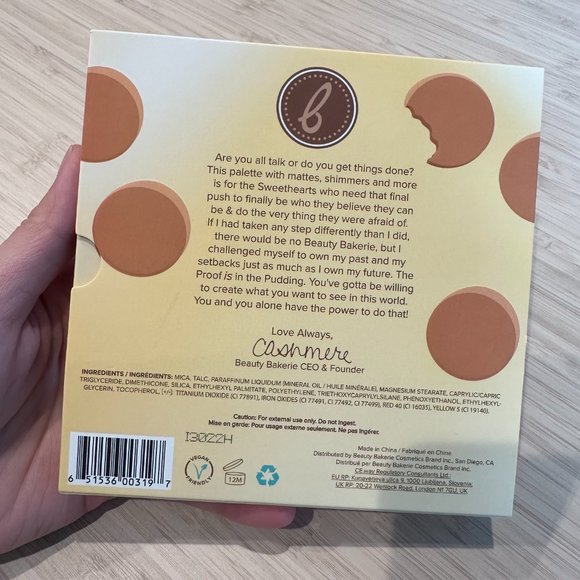 b
Are you all talk or do you get things done?
This palette with mattes, shimmers and more
is for the Sweethearts who need that final
push to finally be who they believe they can
be & do the very thing they were afraid of.
If I had taken any step differently than I did,
there would be no Beauty Bakerie, but I
challenged myself to own my past and my
setbacks just as much as I own my future. The
Proof is in the Pudding. You've gotta be willing
to create what you want to see in this world.
You and you alone have the power to do that!
Love Always,
Cashmere
Beauty Bakerie CEO & Founder
INGREDIENTS / INGRÉDIENTS: MICA, TALC, PARAFFINUM LIQUIDUM (MINERAL OIL / HUILE MINÉRALE), MAGNESIUM STEARATE, CAPRYLIC/CAPRIC
TRIGLYCERIDE, DIMETHICONE, SILICA, ETHYLHEXYL PALMITATE, POLYETHYLENE, TRIETHOXYCAPRYLYLSILANE, PHENOXYETHANOL, ETHYLHEXYL-
GLYCERIN, TOCOPHEROL, [+/-]: TITANIUM DIOXIDE (CI 77891), IRON OXIDES (CI 77491, CI 77492, CI 77499), RED 40 (CI 16035), YELLOW 5 (CI 19140).
Caution: For external use only. Do not ingest.
Mise en garde: Pour usage externe seulement. Ne pas ingérer.
13022H
Made in China / Fabriqué en Chine
Distributed by Beauty Bakerie Cosmetics Brand Inc., San Diego, CA
Distribué par Beauty Bakerie Cosmetics Brand Inc.
CE-way Regulatory Consultants Ltd.
EU RP: Kunaverjeva ulica 9, 1000 Ljubljana, Slovenia;
UK RP: 20-22 Wenlock Road, London N1 7GU, UK
6 51536 00319 7
VEGAN
FRIENDLY
12M